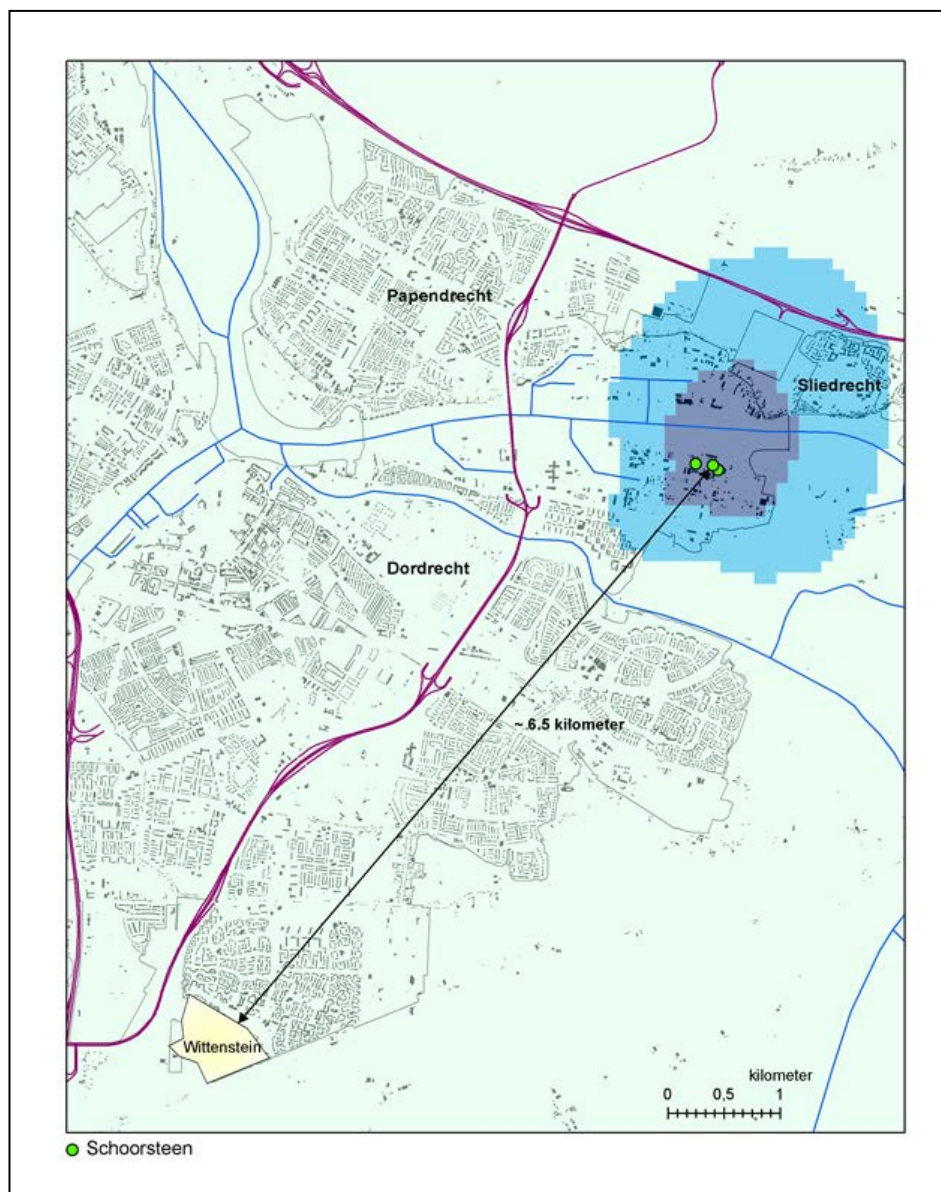 Papendrecht
Sliedrecht
Dordrecht
~ 6.5 kilometer
Wittenstein
kilometer
0 0,5 1
Schoorsteen